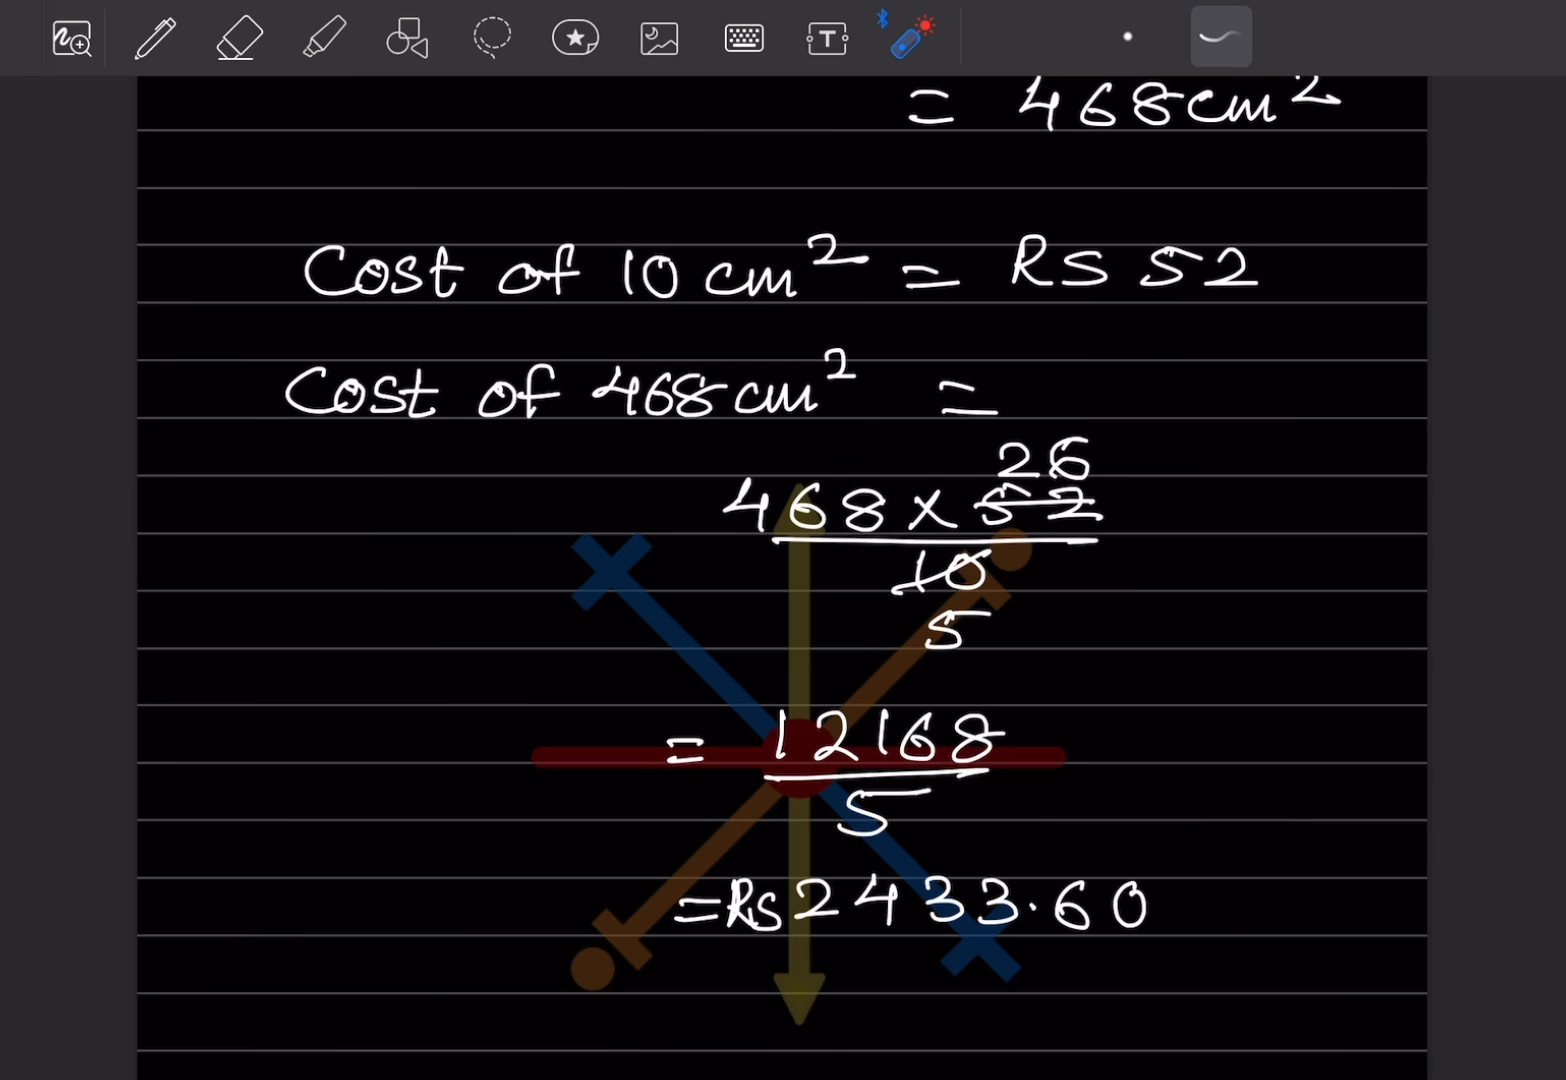 = 468cm²
Cost of 10 cm² = RS 52
Cost of 468cm² =
26
468 × 52
10
5
= 12168
5
=Rs 2433.60